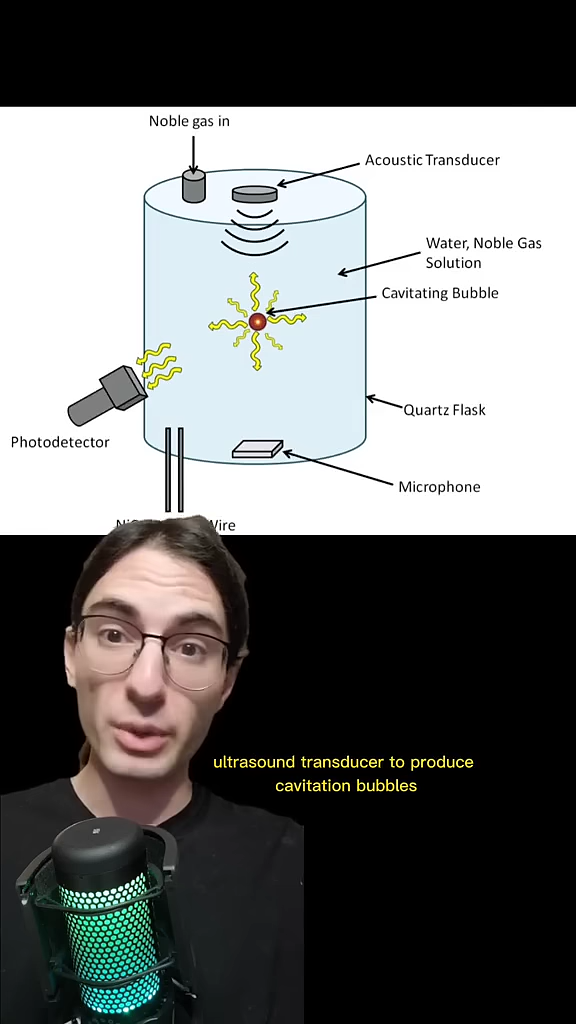 Noble gas in
Acoustic Transducer
Water, Noble Gas
Solution
Cavitating Bubble
Quartz Flask
Photodetector
Microphone
Wire
ultrasound transducer to produce
cavitation bubbles